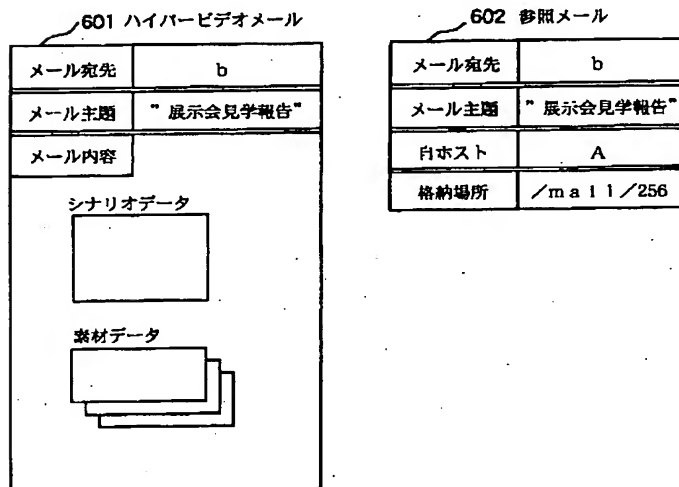 601 ハイパービデオメール
メール宛先 b
メール主題 ”展示会見学報告”
メール内容
シナリオデータ
素材データ
602 参照メール
メール宛先 b
メール主題 ”展示会見学報告”
自ホスト A
格納場所 /mail/256